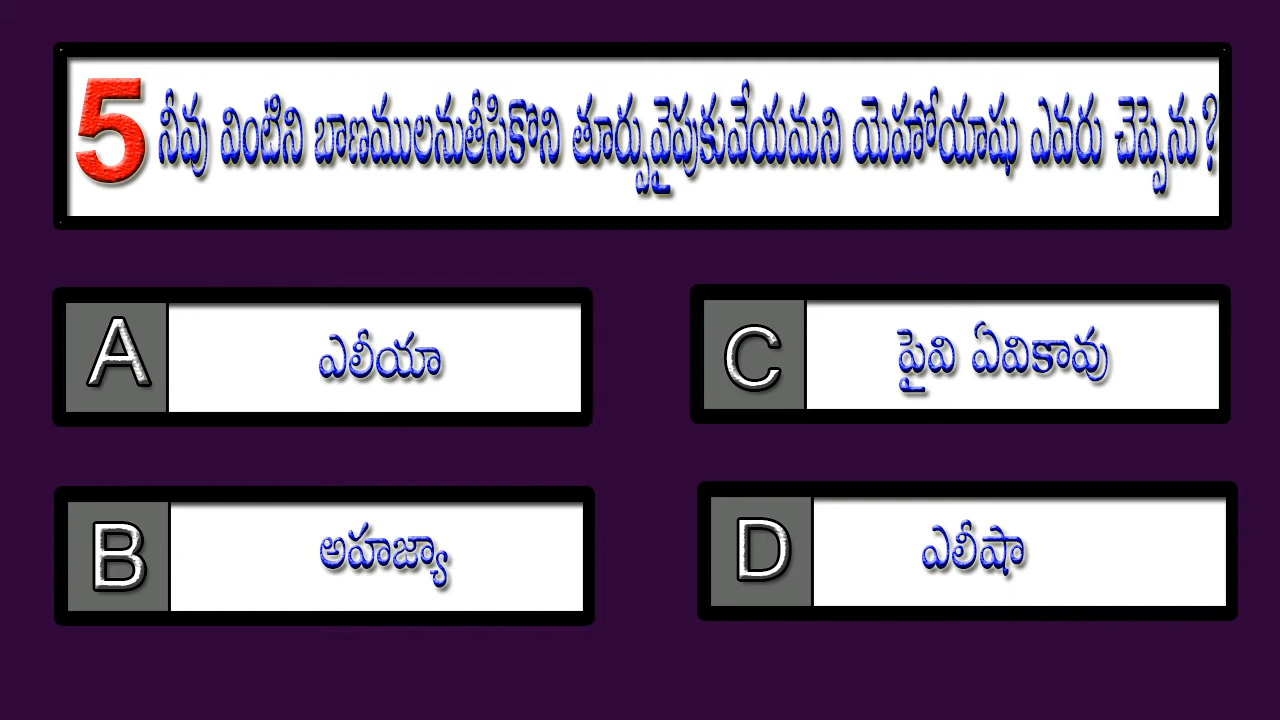 5 నీవు వింటిని బాణములనుతీసికొని తూర్పువైపుకువేయమని యెహోయాషు ఎవరు చెప్పెను?
A ఎలీయా
C పైవి ఏవికావు
B అహజ్యా
D ఎలీషా